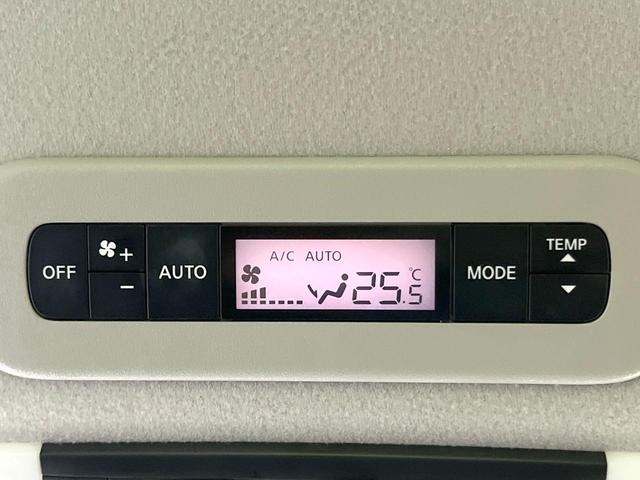 OFF
+
-
AUTO
A/C AUTO
25.5°C
MODE
TEMP